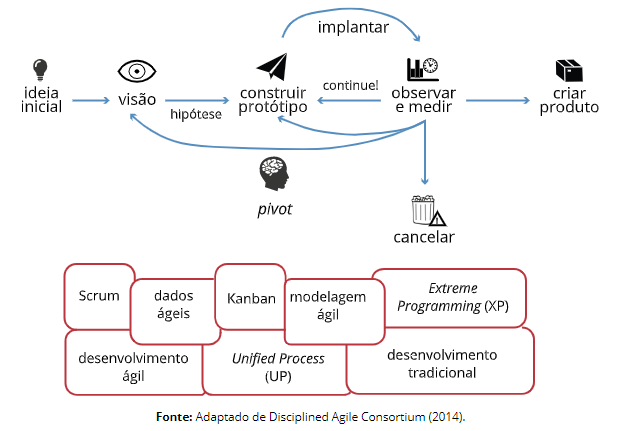 implantar
ideia
inicial
visão
hipótese
construir
protótipo
continue!
observar
e medir
criar
produto
pivot
cancelar
Scrum
dados
ágeis
Kanban
modelagem
ágil
Extreme
Programming (XP)
desenvolvimento
ágil
Unified Process
(UP)
desenvolvimento
tradicional
Fonte: Adaptado de Disciplined Agile Consortium (2014).